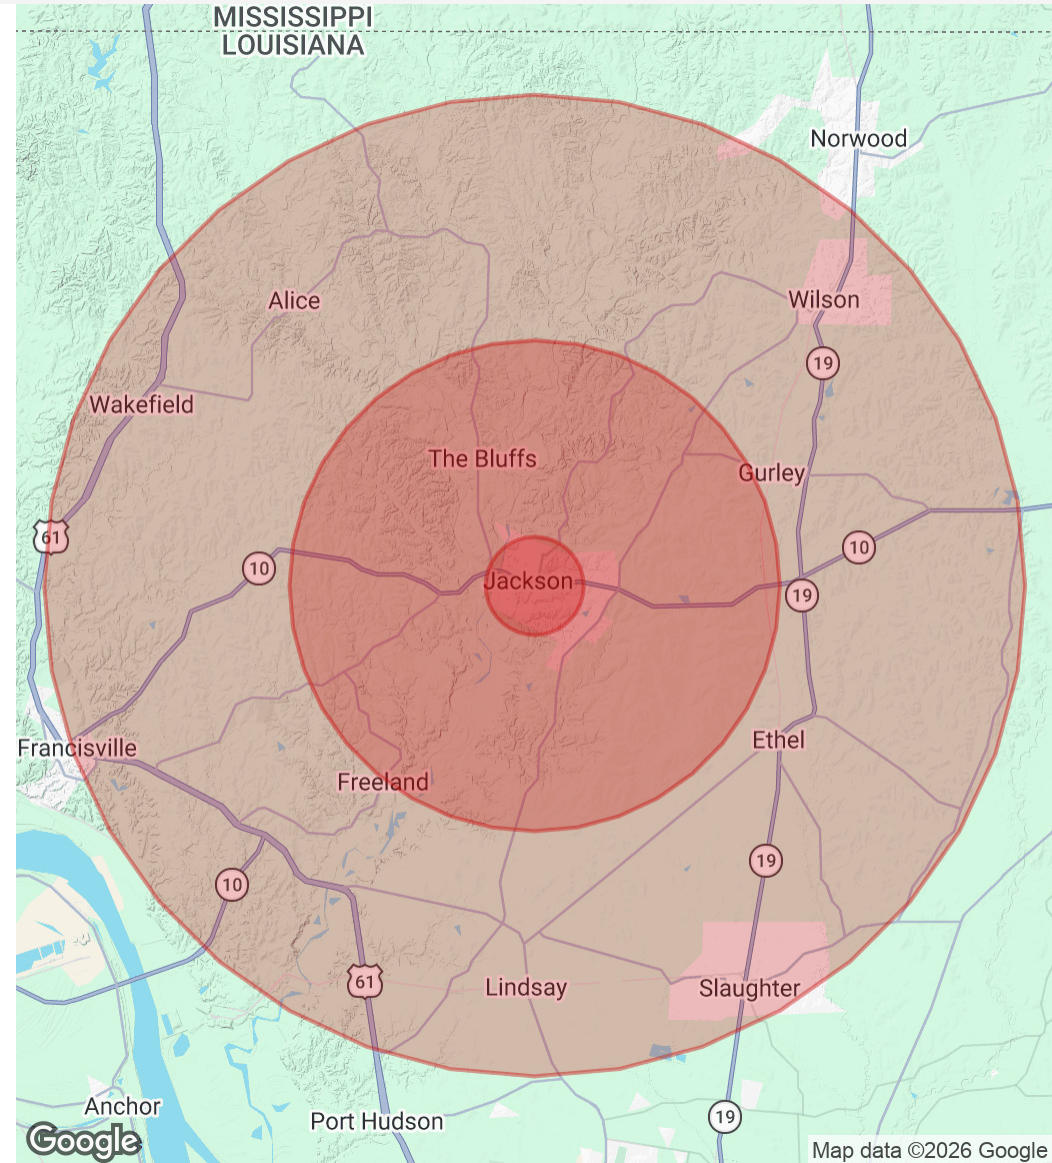 MISSISSIPPI
LOUISIANA
Norwood
Alice
Wilson
19
Wakefield
The Bluffs
Gurley
61
10
10
Jackson
19
Francisville
Ethel
Freeland
19
10
61
Lindsay
Slaughter
Anchor
Port Hudson
19
Google
Map data ©2026 Google